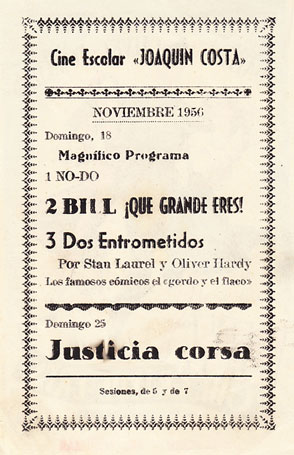 Cine Escolar «JOAQUIN COSTA»
NOVIEMBRE 1956
Domingo, 18
Magnífico Programa
1 NO-DO
2 BILL ¡QUE GRANDE ERES!
3 Dos Entrometidos
Por Stan Laurel y Oliver Hardy
Los famosos cómicos el «gordo y el flaco»
Domingo 25
Justicia corsa
Sesiones, de 5 y de 7